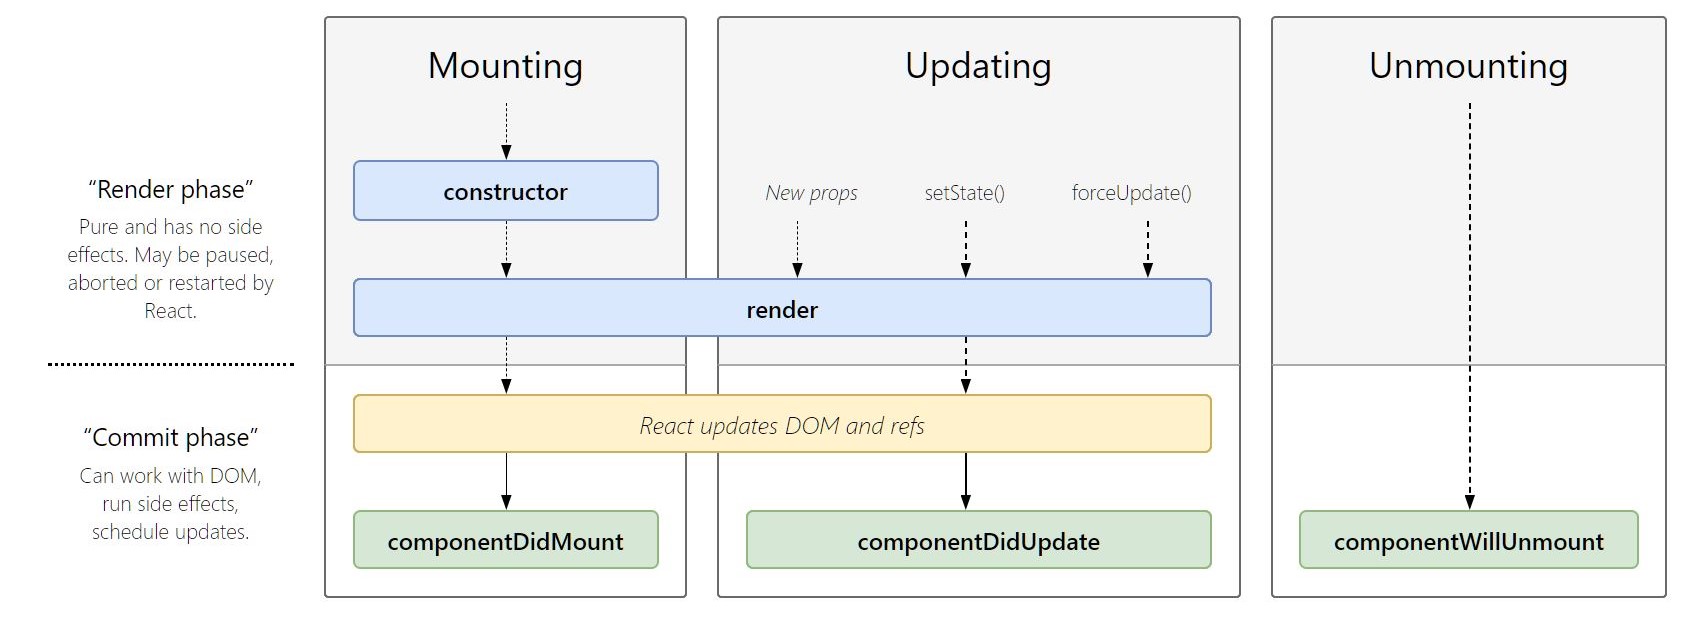 Mounting
Updating
Unmounting
“Render phase”
Pure and has no side
effects. May be paused,
aborted or restarted by
React.
constructor
New props
setState()
forceUpdate()
render
“Commit phase”
Can work with DOM,
run side effects,
schedule updates.
React updates DOM and refs
componentDidMount
componentDidUpdate
componentWillUnmount